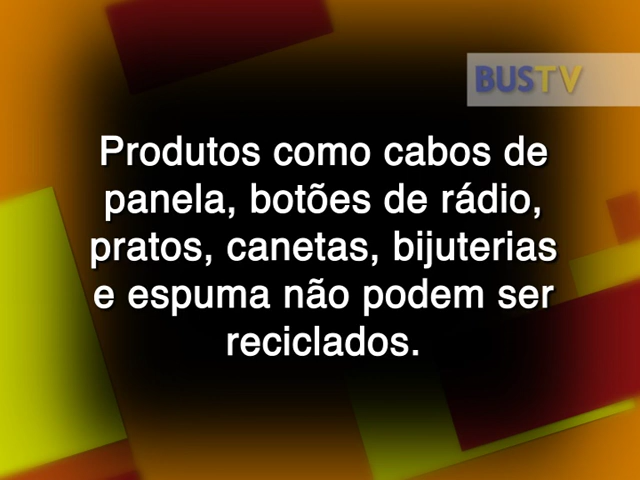 BUSTV
Produtos como cabos de
panela, botões de rádio,
pratos, canetas, bijuterias
e espuma não podem ser
reciclados.